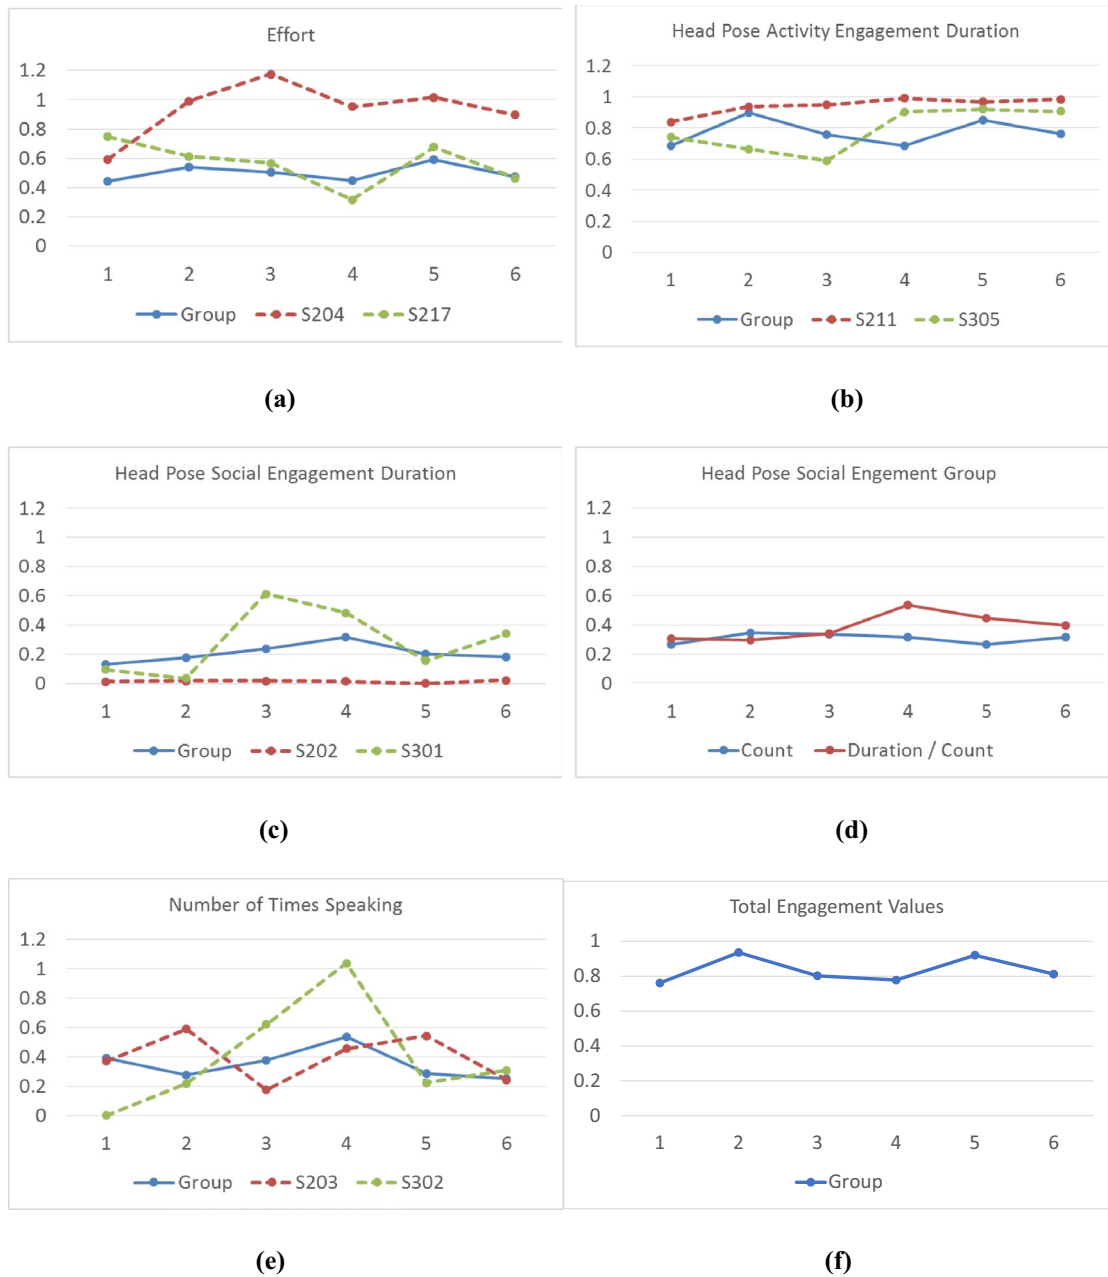 Effort
1.2
1
0.8
0.6
0.4
0.2
0
1 2 3 4 5 6
Group S204 S217
(a)
Head Pose Activity Engagement Duration
1.2
1
0.8
0.6
0.4
0.2
0
1 2 3 4 5 6
Group S211 S305
(b)
Head Pose Social Engagement Duration
1.2
1
0.8
0.6
0.4
0.2
0
1 2 3 4 5 6
Group S202 S301
(c)
Head Pose Social Engement Group
1.2
1
0.8
0.6
0.4
0.2
0
1 2 3 4 5 6
Count Duration / Count
(d)
Number of Times Speaking
1.2
1
0.8
0.6
0.4
0.2
0
1 2 3 4 5 6
Group S203 S302
(e)
Total Engagement Values
1
0.8
0.6
0.4
0.2
0
1 2 3 4 5 6
Group
(f)